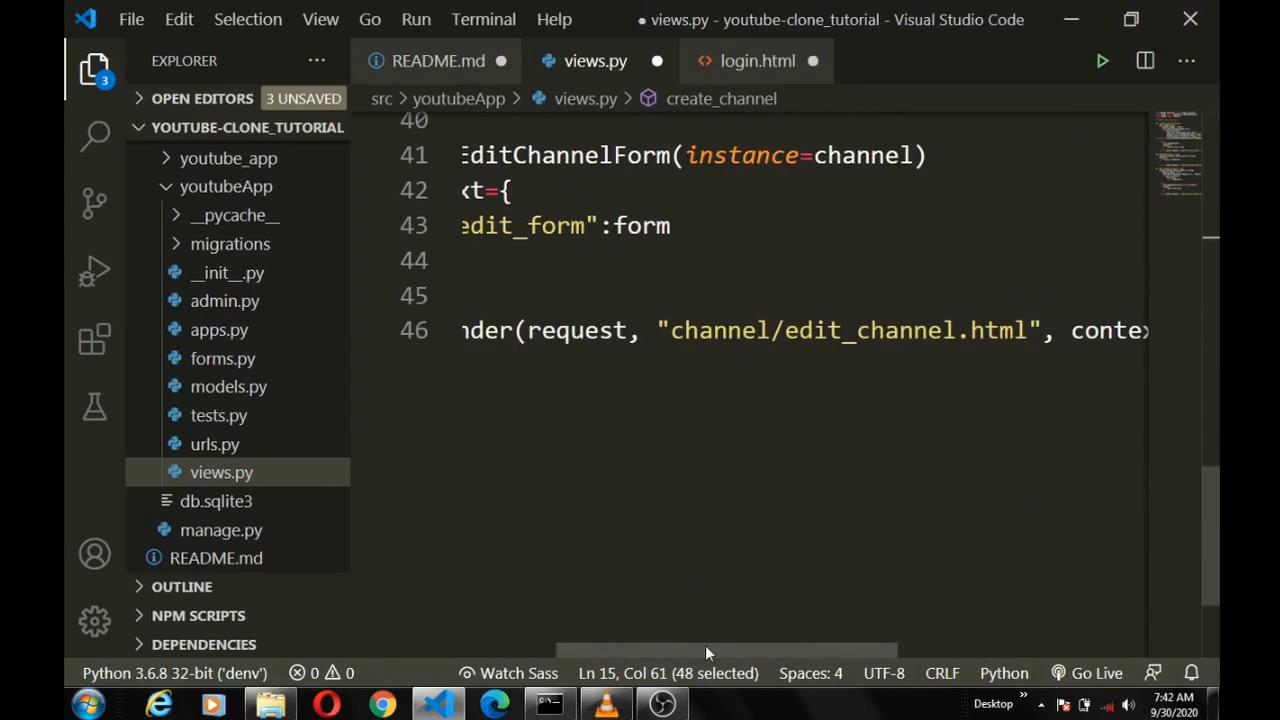 File Edit Selection View Go Run Terminal Help ● views.py - youtube-clone_tutorial - Visual Studio Code
EXPLORER ···
README.md ● views.py ● login.html ●
3
OPEN EDITORS 3 UNSAVED
src > youtubeApp > views.py > create_channel
YOUTUBE-CLONE_TUTORIAL
youtube_app
youtubeApp
__pycache__
migrations
__init__.py
admin.py
apps.py
forms.py
models.py
tests.py
urls.py
views.py
db.sqlite3
manage.py
README.md
OUTLINE
NPM SCRIPTS
DEPENDENCIES
40
41 EditChannelForm(instance=channel)
42 xt={
43 edit_form":form
44
45
46 nder(request, "channel/edit_channel.html", contex
Python 3.6.8 32-bit ('denv') 0 0 Watch Sass Ln 15, Col 61 (48 selected) Spaces: 4 UTF-8 CRLF Python Go Live
Desktop » 7:42 AM
9/30/2020